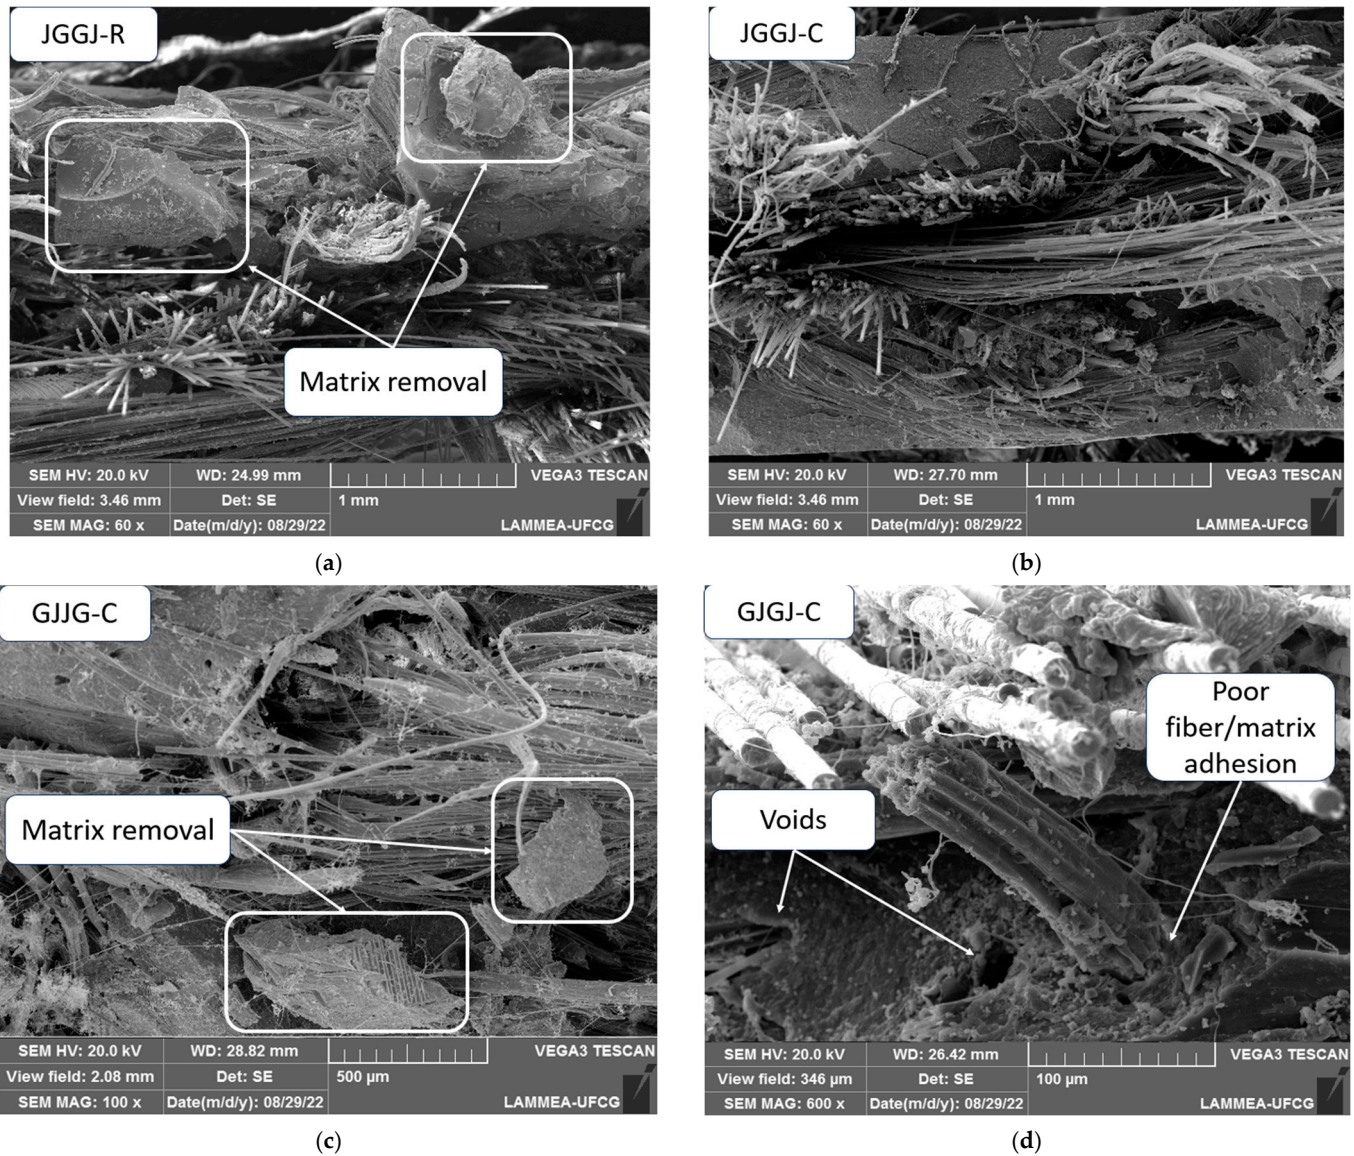 JGGJ-R
Matrix removal
SEM HV: 20.0 kV WD: 24.99 mm VEGA3 TESCAN
View field: 3.46 mm Det: SE 1 mm
SEM MAG: 60 x Date(m/d/y): 08/29/22 LAMMEA-UFCG
(a)
JGGJ-C
SEM HV: 20.0 kV WD: 27.70 mm VEGA3 TESCAN
View field: 3.46 mm Det: SE 1 mm
SEM MAG: 60 x Date(m/d/y): 08/29/22 LAMMEA-UFCG
(b)
GJJG-C
Matrix removal
SEM HV: 20.0 kV WD: 28.82 mm VEGA3 TESCAN
View field: 2.08 mm Det: SE 500 µm
SEM MAG: 100 x Date(m/d/y): 08/29/22 LAMMEA-UFCG
(c)
GJGJ-C
Poor
fiber/matrix
adhesion
Voids
SEM HV: 20.0 kV WD: 26.42 mm VEGA3 TESCAN
View field: 346 µm Det: SE 100 µm
SEM MAG: 600 x Date(m/d/y): 08/29/22 LAMMEA-UFCG
(d)